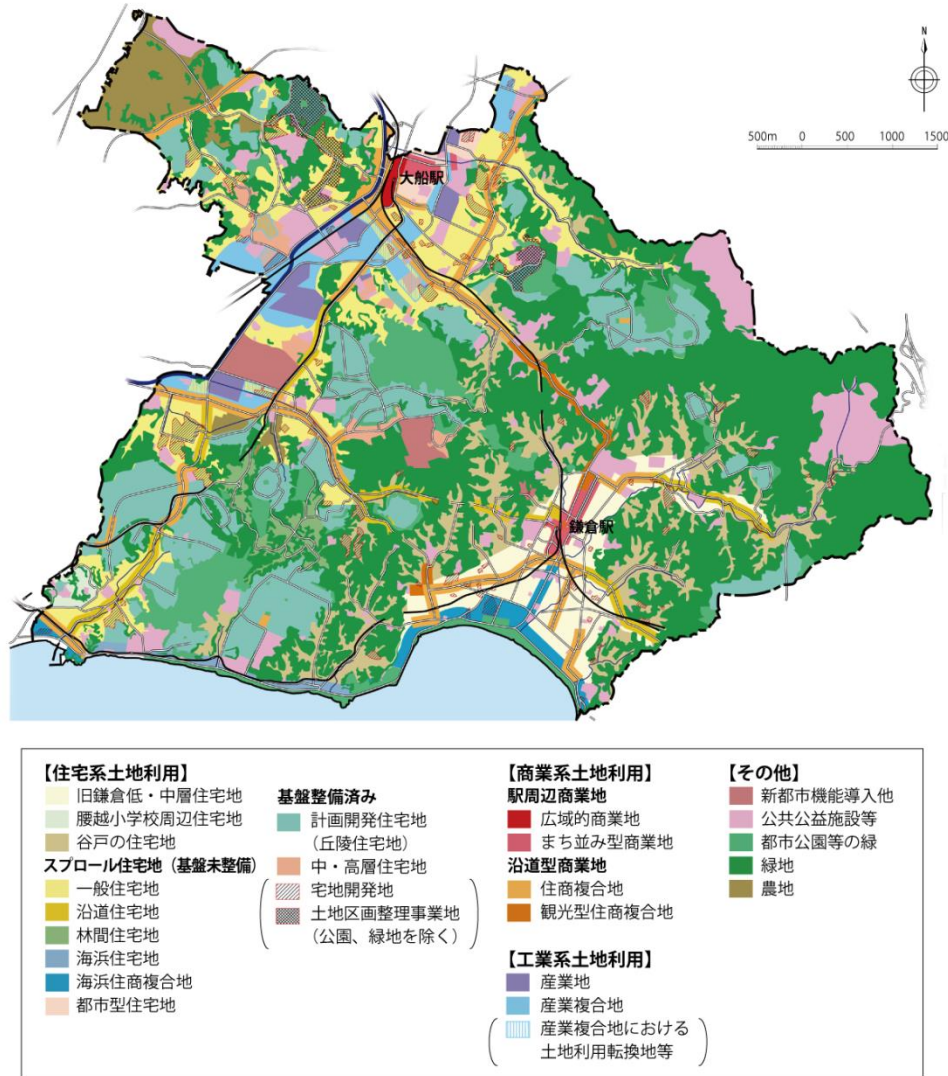 N
500m 0 500 1000 1500
大船駅
鎌倉駅
【住宅系土地利用】
旧鎌倉低・中層住宅地
腰越小学校周辺住宅地
谷戸の住宅地
スプロール住宅地（基盤未整備）
一般住宅地
沿道住宅地
林間住宅地
海浜住宅地
海浜住商複合地
都市型住宅地
基盤整備済み
計画開発住宅地
（丘陵住宅地）
中・高層住宅地
宅地開発地
土地区画整理事業地
（公園、緑地を除く）
【商業系土地利用】
駅周辺商業地
広域的商業地
まち並み型商業地
沿道型商業地
住商複合地
観光型住商複合地
【工業系土地利用】
産業地
産業複合地
産業複合地における
土地利用転換地等
【その他】
新都市機能導入他
公共公益施設等
都市公園等の緑
緑地
農地